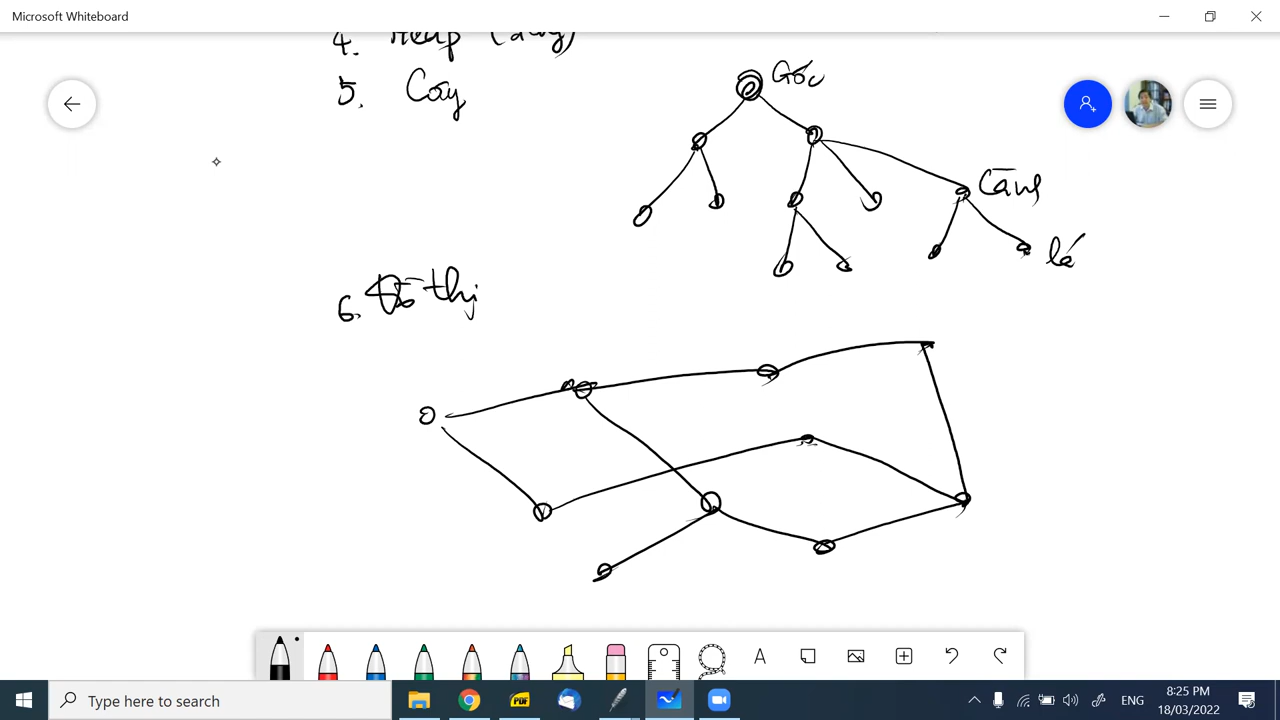 Microsoft Whiteboard
4. Heap
5. Cây
Gốc
Cành
lá
6. Đồ thị
A
Type here to search
PDF
ENG
8:25 PM
18/03/2022